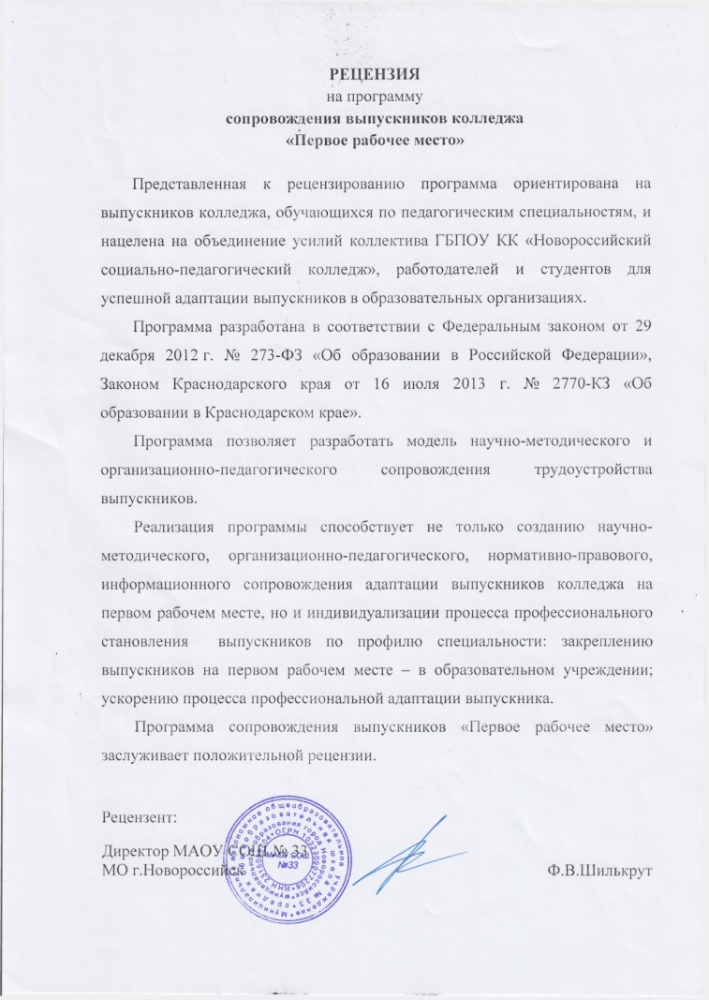 РЕЦЕНЗИЯ
на программу
сопровождения выпускников колледжа
«Первое рабочее место»
Представленная к рецензированию программа ориентирована на
выпускников колледжа, обучающихся по педагогическим специальностям, и
нацелена на объединение усилий коллектива ГБПОУ КК «Новороссийский
социально-педагогический колледж», работодателей и студентов для
успешной адаптации выпускников в образовательных организациях.
Программа разработана в соответствии с Федеральным законом от 29
декабря 2012 г. № 273-ФЗ «Об образовании в Российской Федерации»,
Законом Краснодарского края от 16 июля 2013 г. № 2770-КЗ «Об
образовании в Краснодарском крае».
Программа позволяет разработать модель научно-методического и
организационно-педагогического сопровождения трудоустройства
выпускников.
Реализация программы способствует не только созданию научно-
методического, организационно-педагогического, нормативно-правового,
информационного сопровождения адаптации выпускников колледжа на
первом рабочем месте, но и индивидуализации процесса профессионального
становления выпускников по профилю специальности: закреплению
выпускников на первом рабочем месте – в образовательном учреждении;
ускорению процесса профессиональной адаптации выпускника.
Программа сопровождения выпускников «Первое рабочее место»
заслуживает положительной рецензии.
Рецензент:
Директор МАОУ СОШ № 33
МО г.Новороссийск Ф.В.Шилькрут
МАОУ СОШ
№33